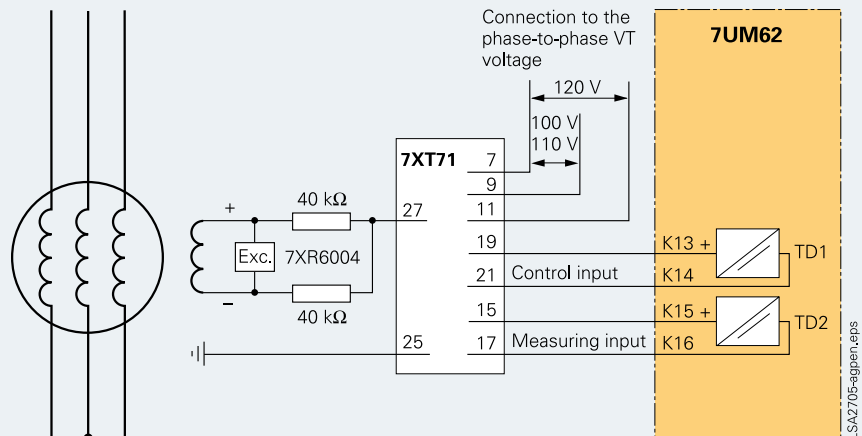 Connection to the
phase-to-phase VT
voltage
7UM62
120 V
100 V
110 V
7XT71
7
9
11
27
40 kΩ
+
Exc.
7XR6004
–
40 kΩ
19
K13 +
TD1
21
Control input
K14
15
K15 +
TD2
25
17
Measuring input
K16
LSA2705-agpen.eps